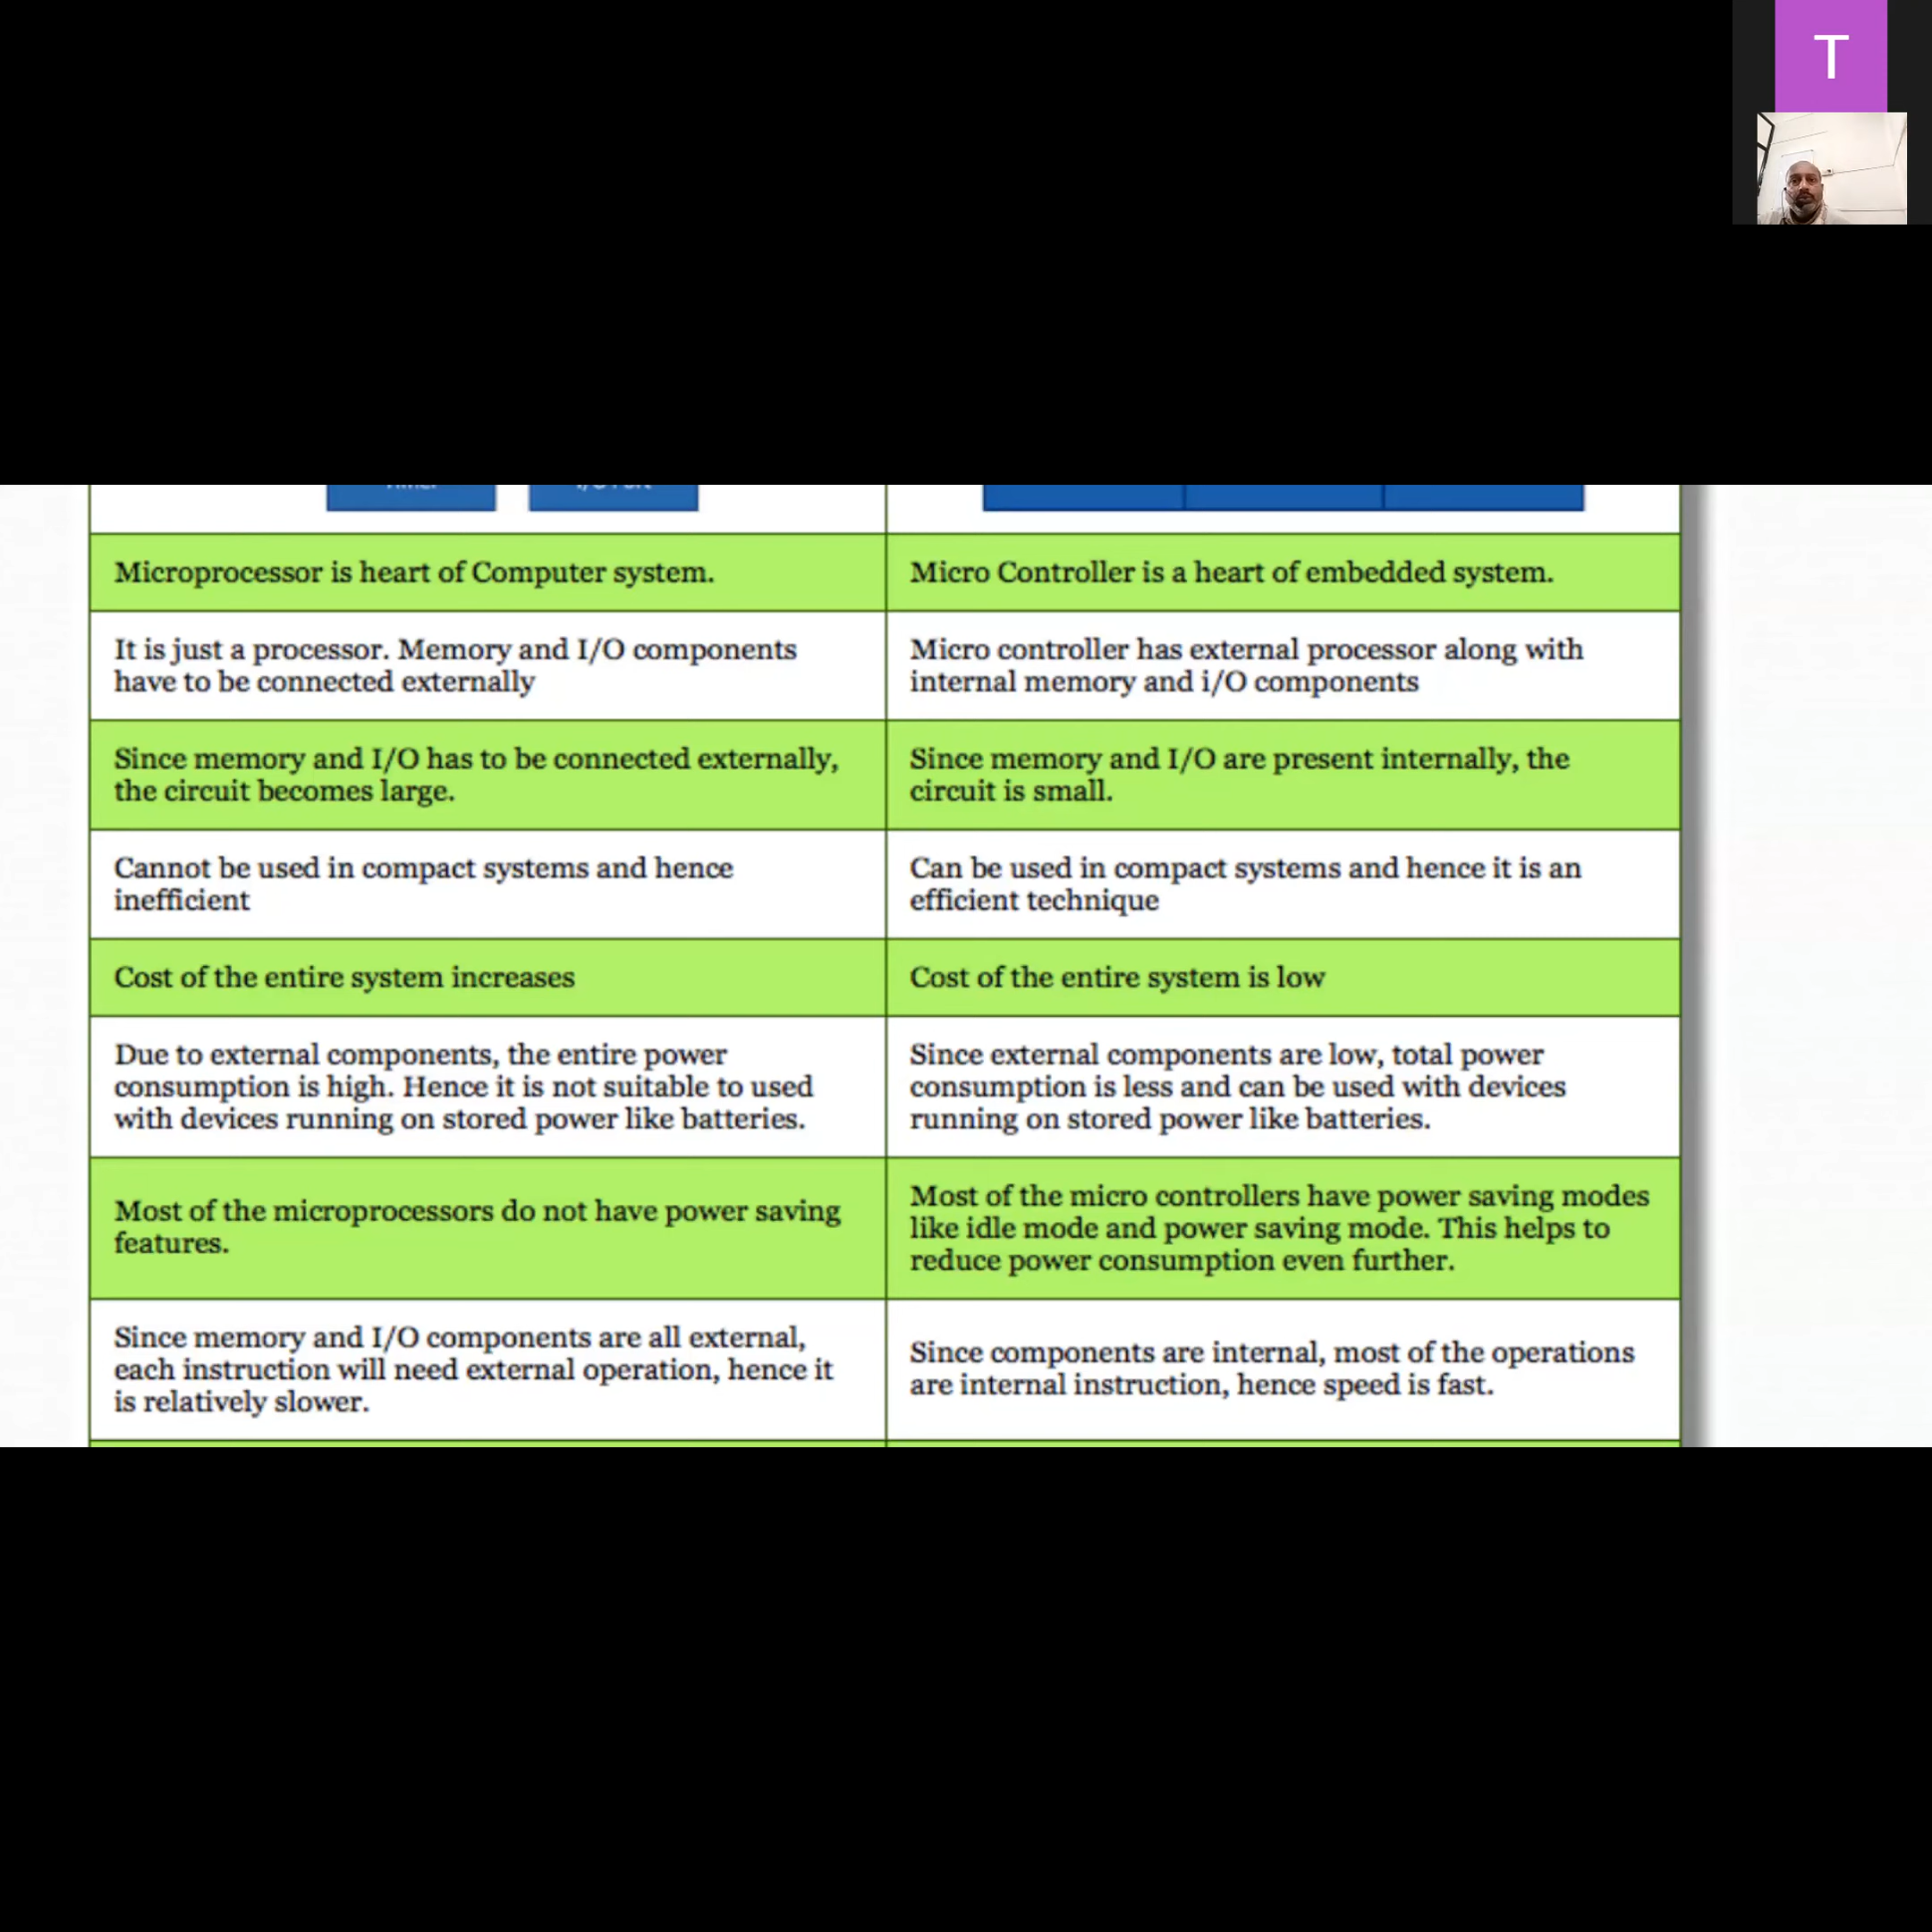 T
Microprocessor is heart of Computer system.
Micro Controller is a heart of embedded system.
It is just a processor. Memory and I/O components
have to be connected externally
Micro controller has external processor along with
internal memory and i/O components
Since memory and I/O has to be connected externally,
the circuit becomes large.
Since memory and I/O are present internally, the
circuit is small.
Cannot be used in compact systems and hence
inefficient
Can be used in compact systems and hence it is an
efficient technique
Cost of the entire system increases
Cost of the entire system is low
Due to external components, the entire power
consumption is high. Hence it is not suitable to used
with devices running on stored power like batteries.
Since external components are low, total power
consumption is less and can be used with devices
running on stored power like batteries.
Most of the microprocessors do not have power saving
features.
Most of the micro controllers have power saving modes
like idle mode and power saving mode. This helps to
reduce power consumption even further.
Since memory and I/O components are all external,
each instruction will need external operation, hence it
is relatively slower.
Since components are internal, most of the operations
are internal instruction, hence speed is fast.